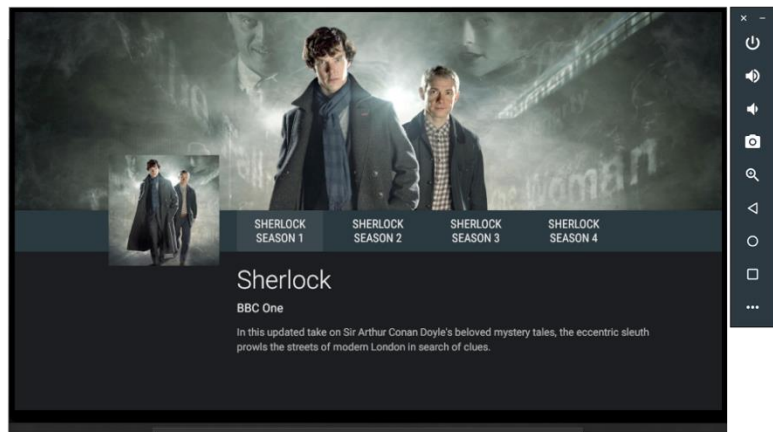 woman
SHERLOCK
SEASON 1
SHERLOCK
SEASON 2
SHERLOCK
SEASON 3
SHERLOCK
SEASON 4
Sherlock
BBC One
In this updated take on Sir Arthur Conan Doyle's beloved mystery tales, the eccentric sleuth
prowls the streets of modern London in search of clues.